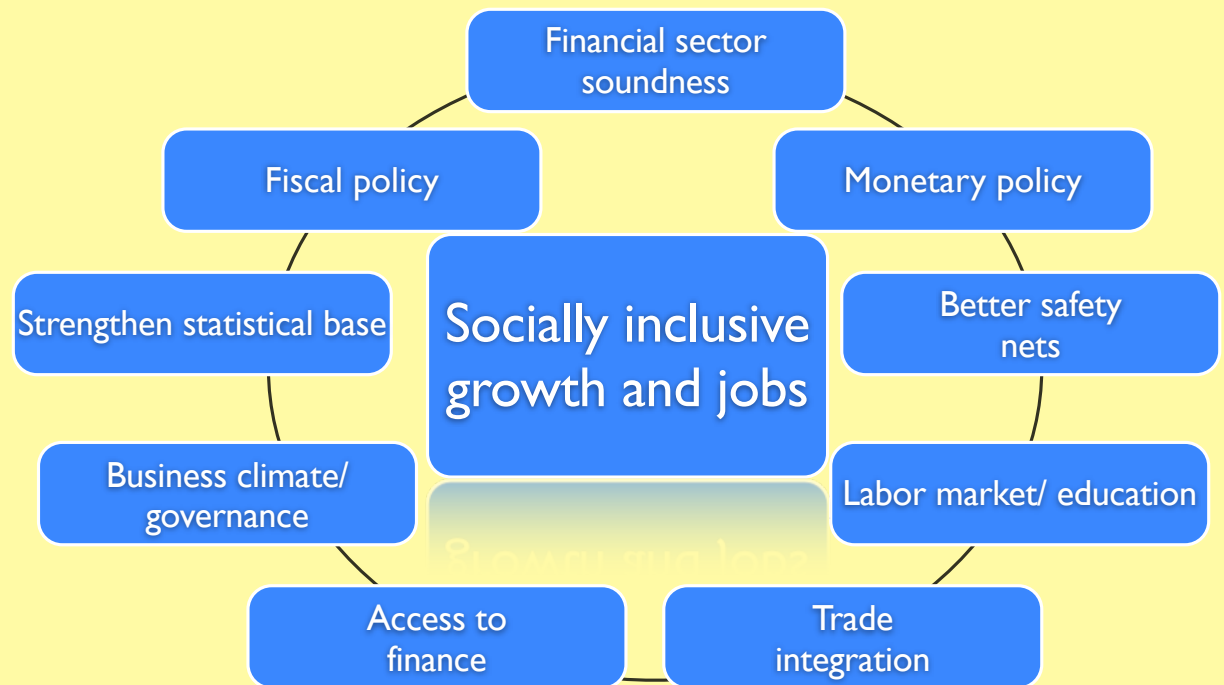 Financial sector
soundness
Fiscal policy
Monetary policy
Strengthen statistical base
Socially inclusive
growth and jobs
Better safety
nets
Business climate/
governance
Labor market/ education
Access to
finance
Trade
integration